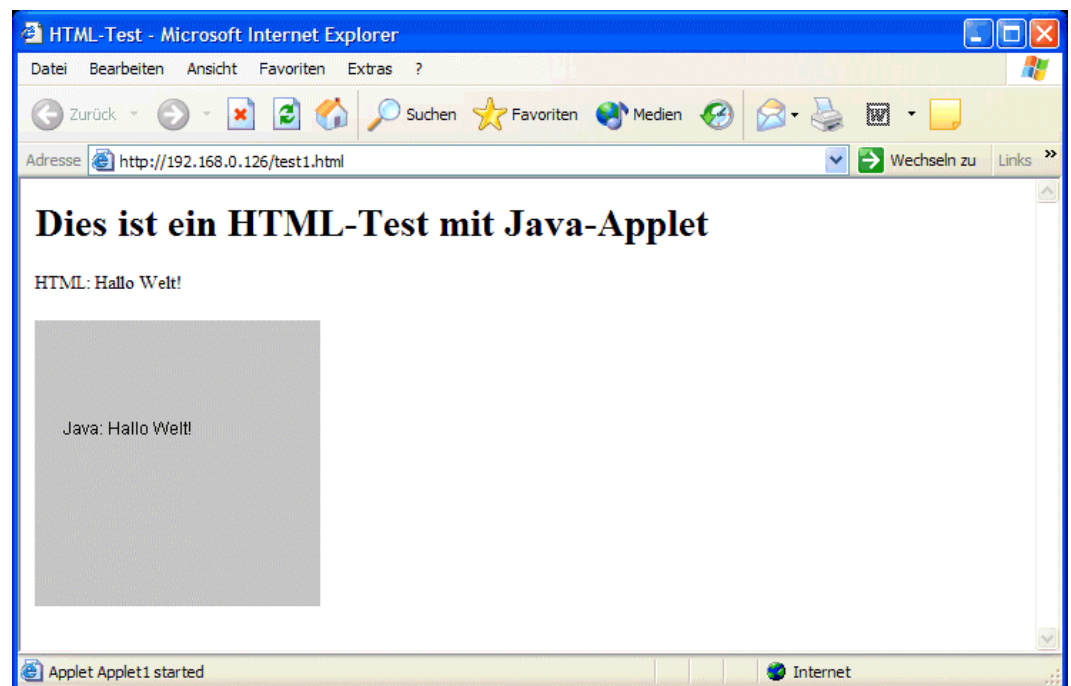 HTML-Test - Microsoft Internet Explorer
Datei Bearbeiten Ansicht Favoriten Extras ?
Zurück Suchen Favoriten Medien W
Adresse http://192.168.0.126/test1.html Wechseln zu Links »
Dies ist ein HTML-Test mit Java-Applet
HTML: Hallo Welt!
Java: Hallo Welt!
Applet Applet1 started Internet